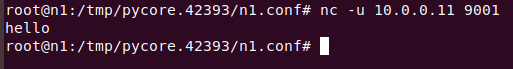 root@n1:/tmp/pycore.42393/n1.conf# nc -u 10.0.0.11 9001
hello
root@n1:/tmp/pycore.42393/n1.conf#